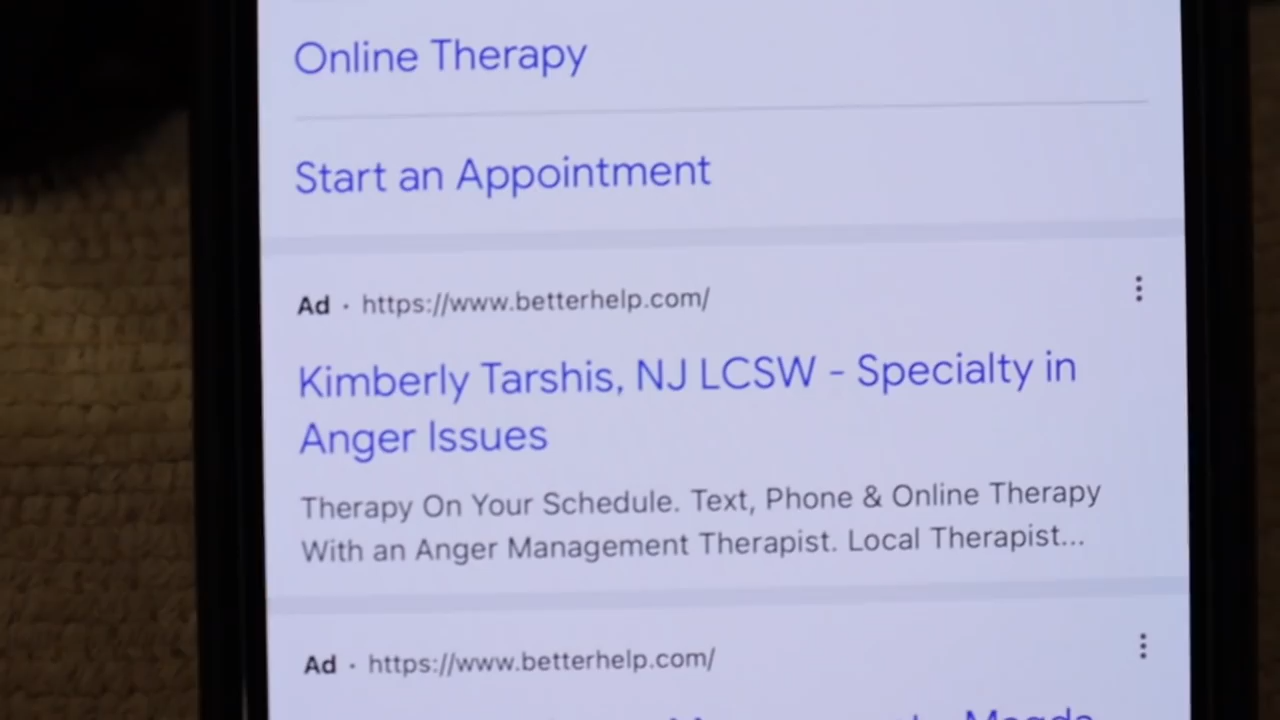 Online Therapy
Start an Appointment
Ad · https://www.betterhelp.com/
Kimberly Tarshis, NJ LCSW - Specialty in
Anger Issues
Therapy On Your Schedule. Text, Phone & Online Therapy
With an Anger Management Therapist. Local Therapist...
Ad · https://www.betterhelp.com/